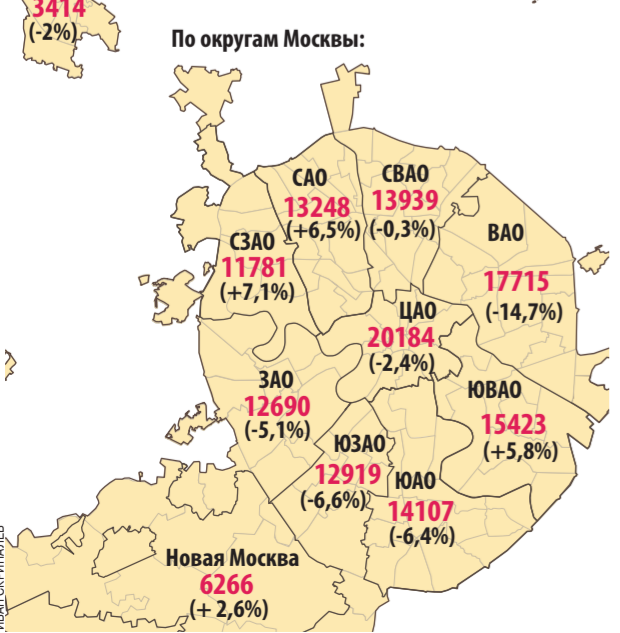 3414
(-2%)
По округам Москвы:
САО
13248
(+6,5%)
СВАО
13939
(-0,3%)
ВАО
17715
(-14,7%)
СЗАО
11781
(+7,1%)
ЦАО
20184
(-2,4%)
ЗАО
12690
(-5,1%)
ЮВАО
15423
(+5,8%)
ЮЗАО
12919
(-6,6%)
ЮАО
14107
(-6,4%)
Новая Москва
6266
(+ 2,6%)